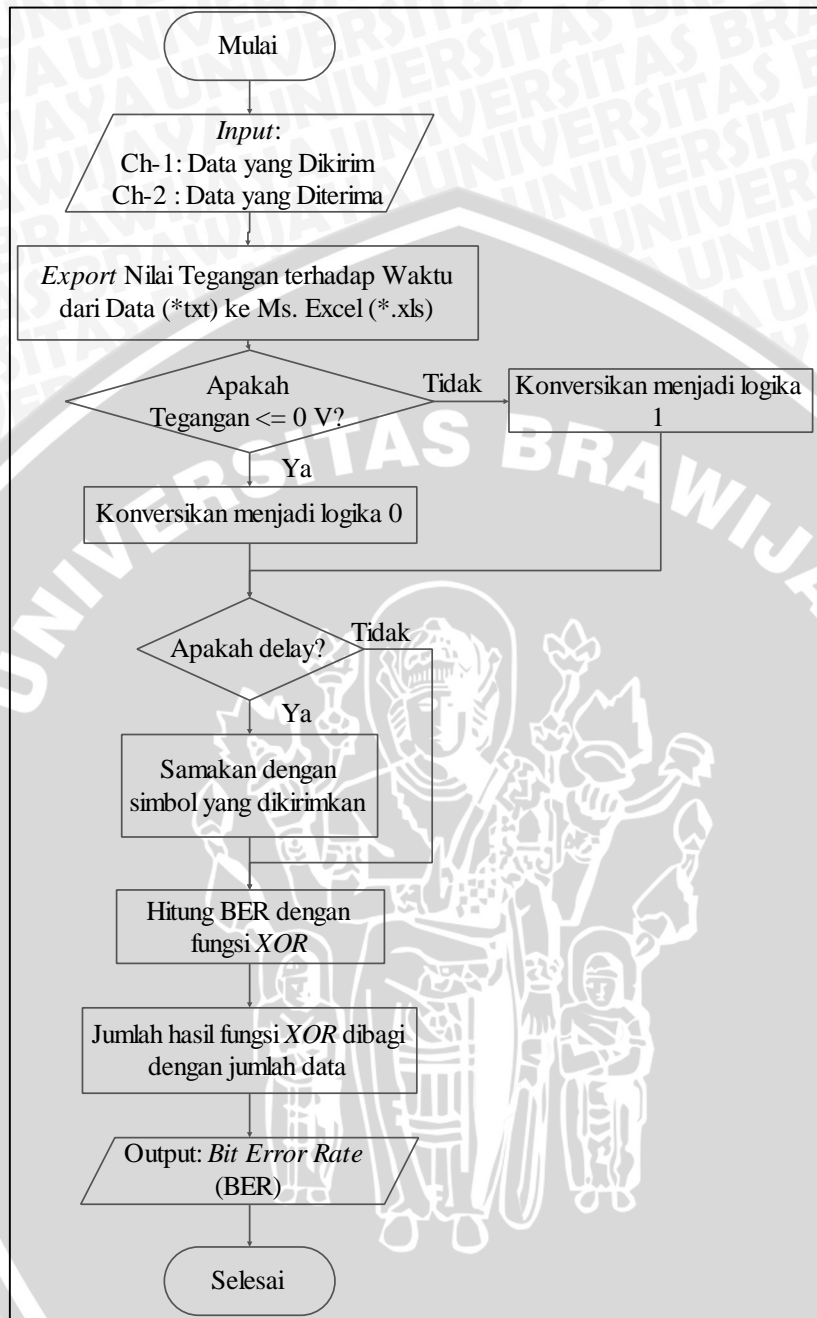 Mulai
Input:
Ch-1: Data yang Dikirim
Ch-2 : Data yang Diterima
Export Nilai Tegangan terhadap Waktu
dari Data (*txt) ke Ms. Excel (*.xls)
Apakah
Tegangan <= 0 V?
Tidak
Konversikan menjadi logika
1
Ya
Konversikan menjadi logika 0
Apakah delay?
Tidak
Ya
Samakan dengan
simbol yang dikirimkan
Hitung BER dengan
fungsi XOR
Jumlah hasil fungsi XOR dibagi
dengan jumlah data
Output: Bit Error Rate
(BER)
Selesai
UNIVERSITAS BRAWIJA